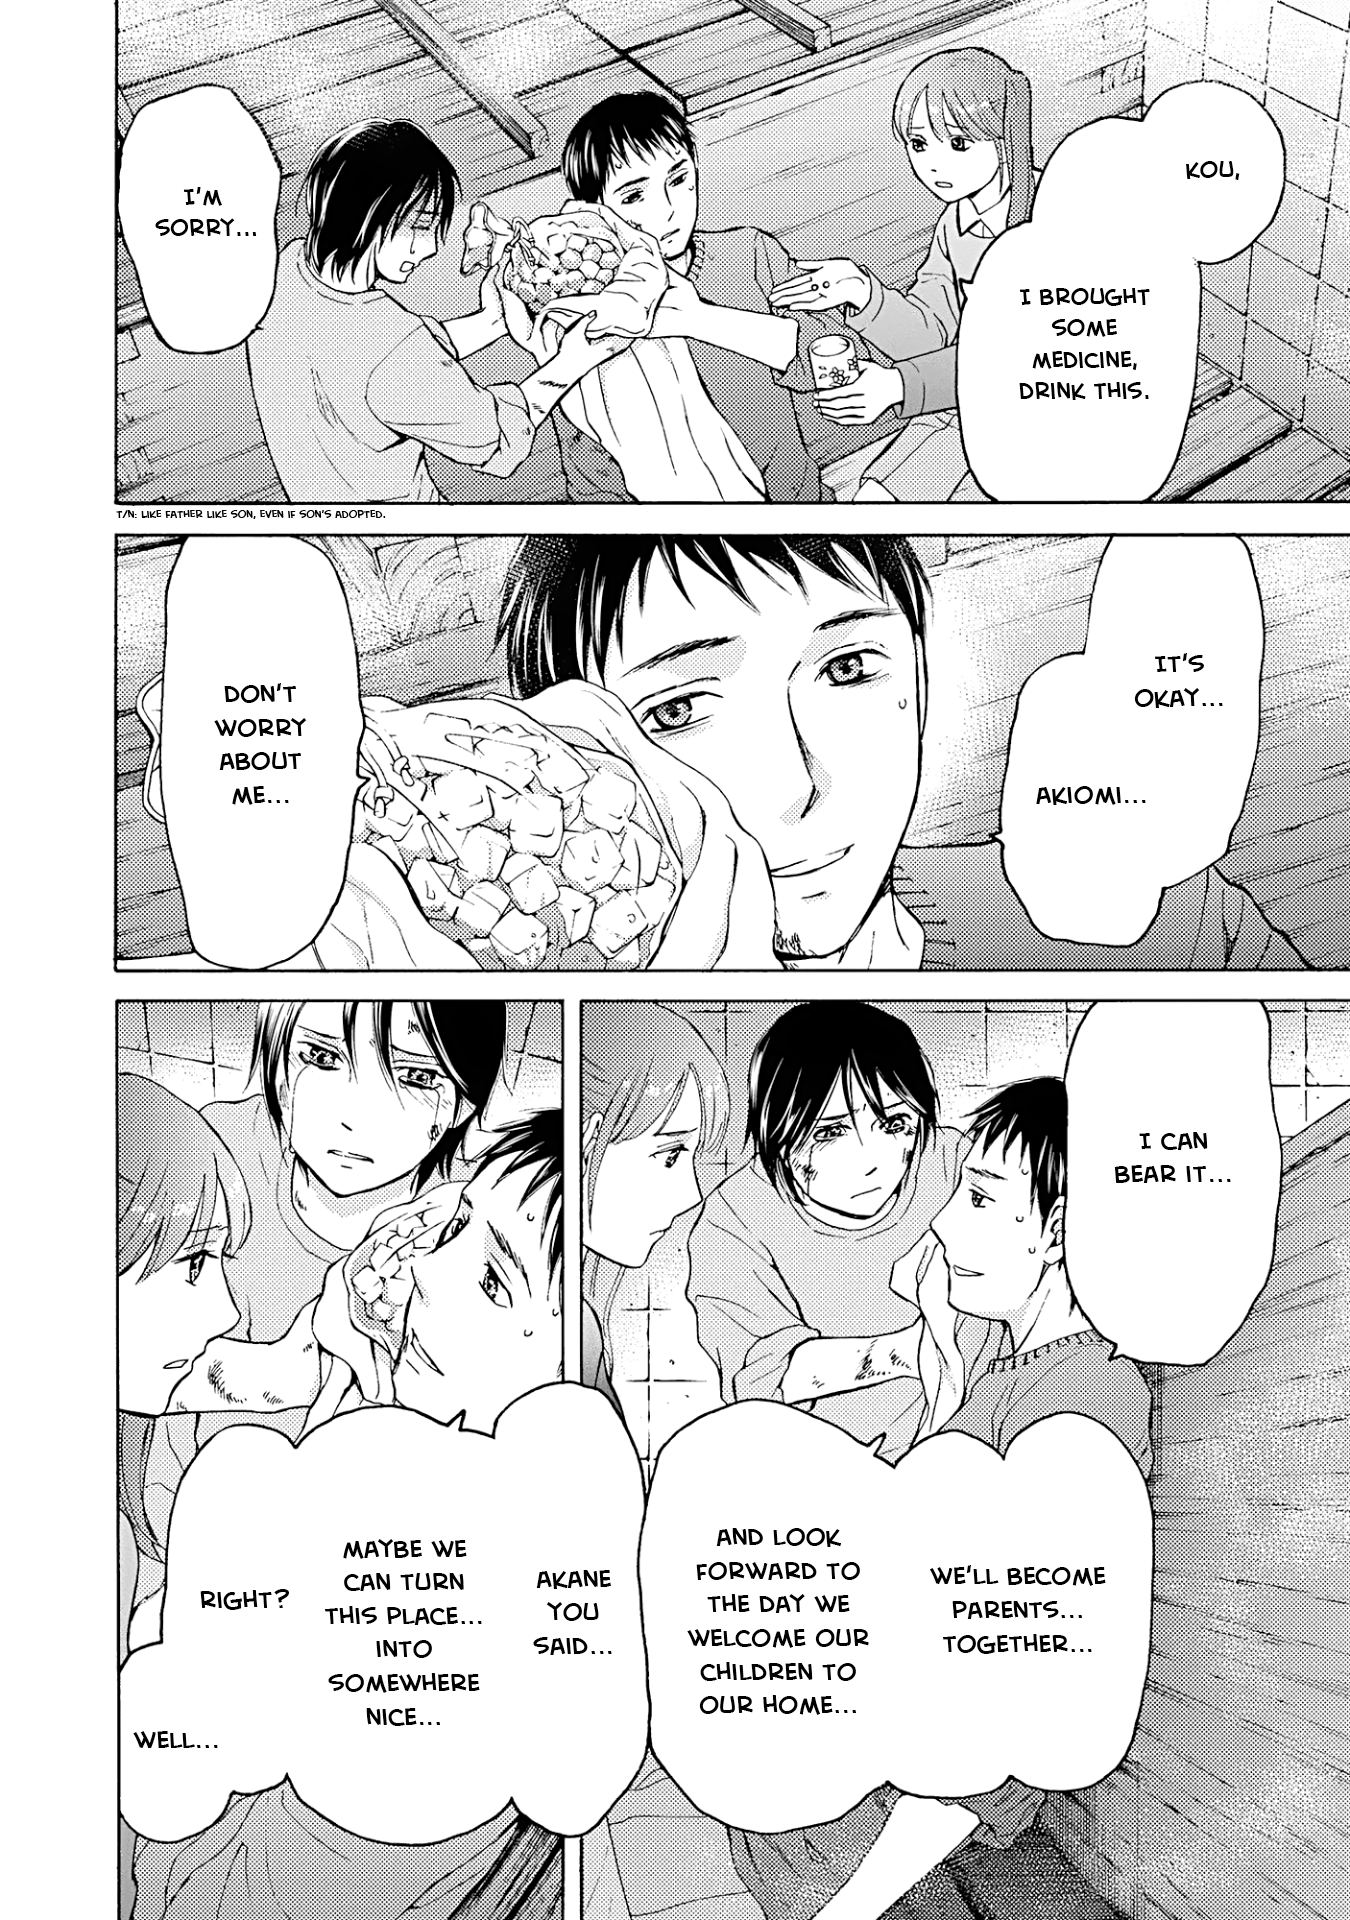 KOU,
I BROUGHT
SOME
MEDICINE,
DRINK THIS.
I'M
SORRY...
T/N: LIKE FATHER LIKE SON, EVEN IF SON'S ADOPTED.
IT'S
OKAY...
AKIOMI...
DON'T
WORRY
ABOUT
ME...
I CAN
BEAR IT...
WE'LL BECOME
PARENTS...
TOGETHER...
AND LOOK
FORWARD TO
THE DAY WE
WELCOME OUR
CHILDREN TO
OUR HOME...
AKANE
YOU
SAID...
MAYBE WE
CAN TURN
THIS PLACE...
INTO
SOMEWHERE
NICE...
RIGHT?
WELL...